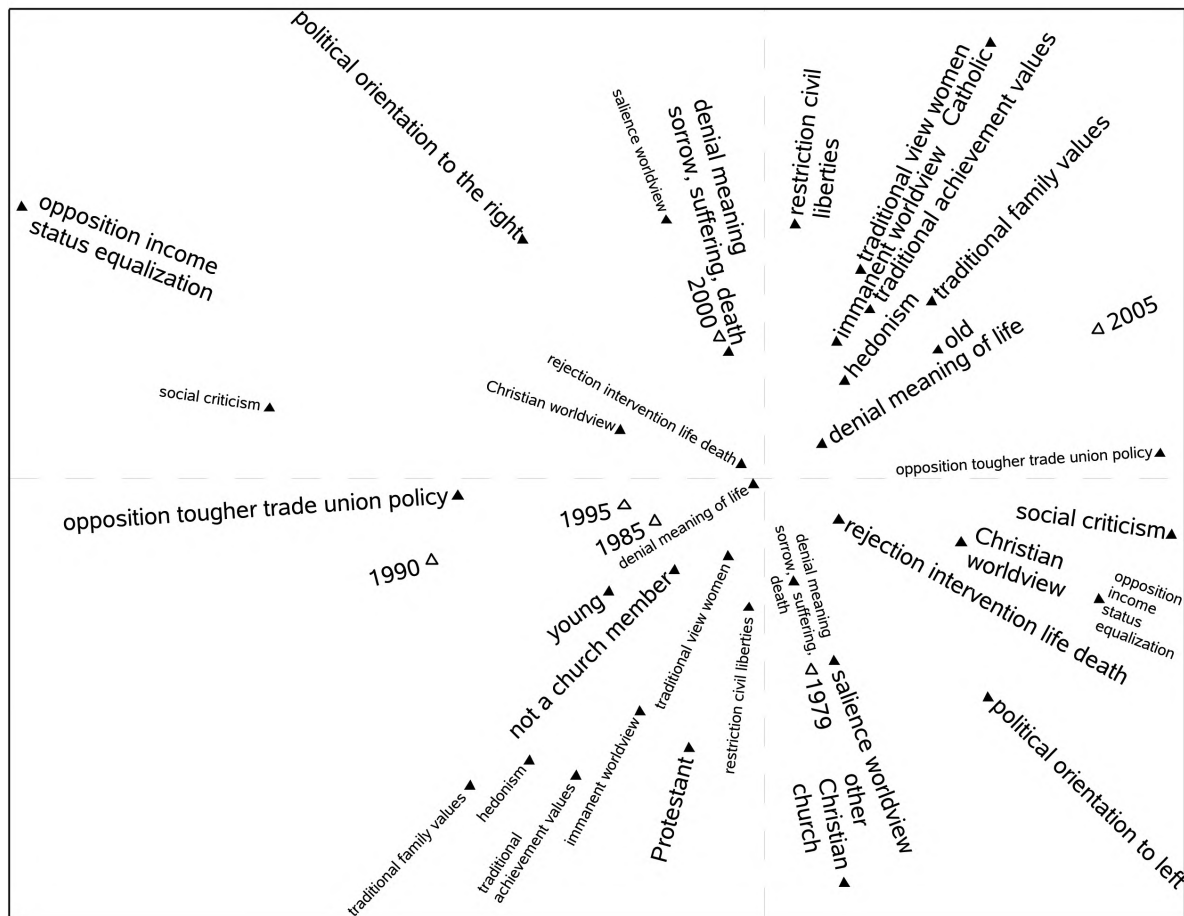 political orientation to the right
salience worldview
denial meaning
sorrow, suffering, death
restriction civil
liberties
traditional view women
Catholic
immanent worldview
traditional achievement values
traditional family values
opposition income
status equalization
2000
hedonism
old
2005
denial meaning of life
social criticism
rejection intervention life death
Christian worldview
opposition tougher trade union policy
opposition tougher trade union policy
1995
1985
denial meaning of life
1990
social criticism
Christian
worldview
rejection intervention life death
opposition
income
status
equalization
denial meaning
sorrow, suffering,
death
young
not a church member
traditional view women
restriction civil liberties
1979
salience worldview
political orientation to left
immanent worldview
Protestant
other
Christian
church
hedonism
traditional family values
traditional
achievement values